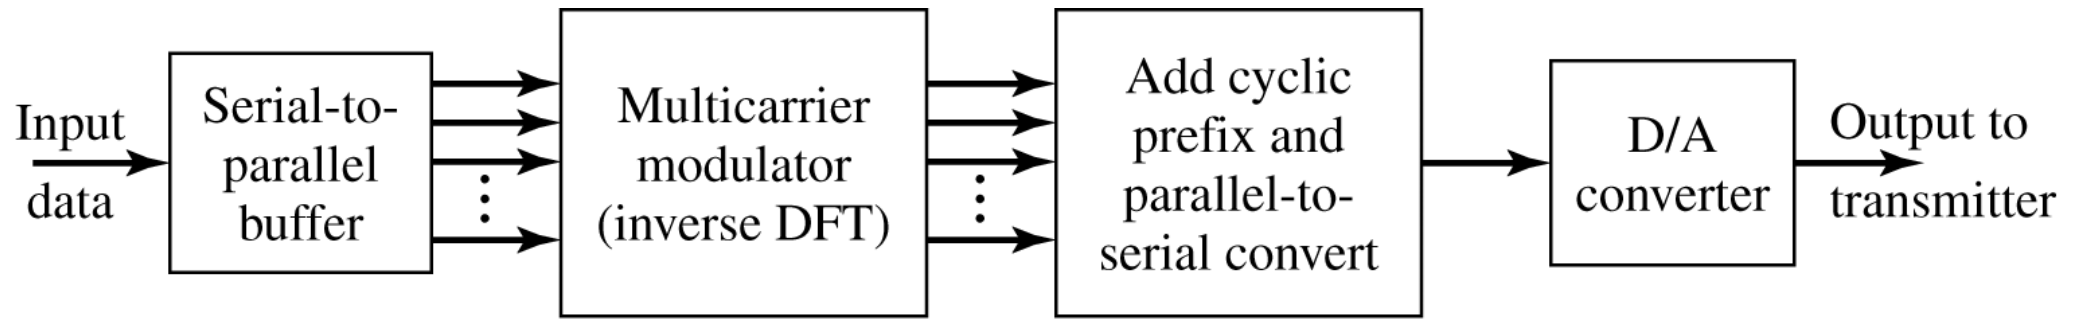 Input
data
Serial-to-
parallel
buffer
Multicarrier
modulator
(inverse DFT)
Add cyclic
prefix and
parallel-to-
serial convert
D/A
converter
Output to
transmitter